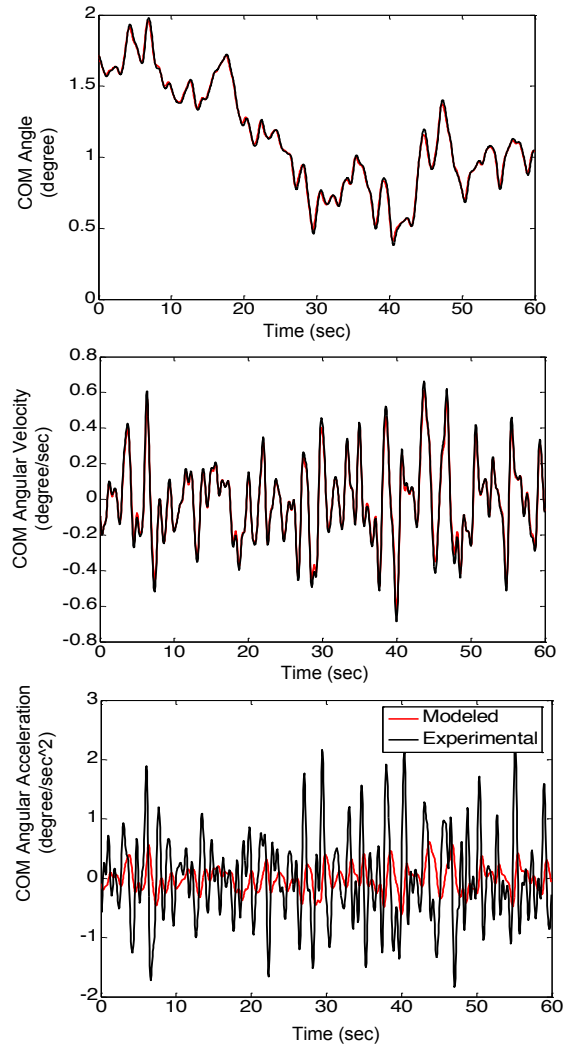 2
1.5
1
0.5
0
COM Angle
(degree)
0 10 20 30 40 50 60
Time (sec)
0.8
0.6
0.4
0.2
0
-0.2
-0.4
-0.6
-0.8
COM Angular Velocity
(degree/sec)
0 10 20 30 40 50 60
Time (sec)
3
2
1
0
-1
-2
COM Angular Acceleration
(degree/sec^2)
Modeled
Experimental
0 10 20 30 40 50 60
Time (sec)